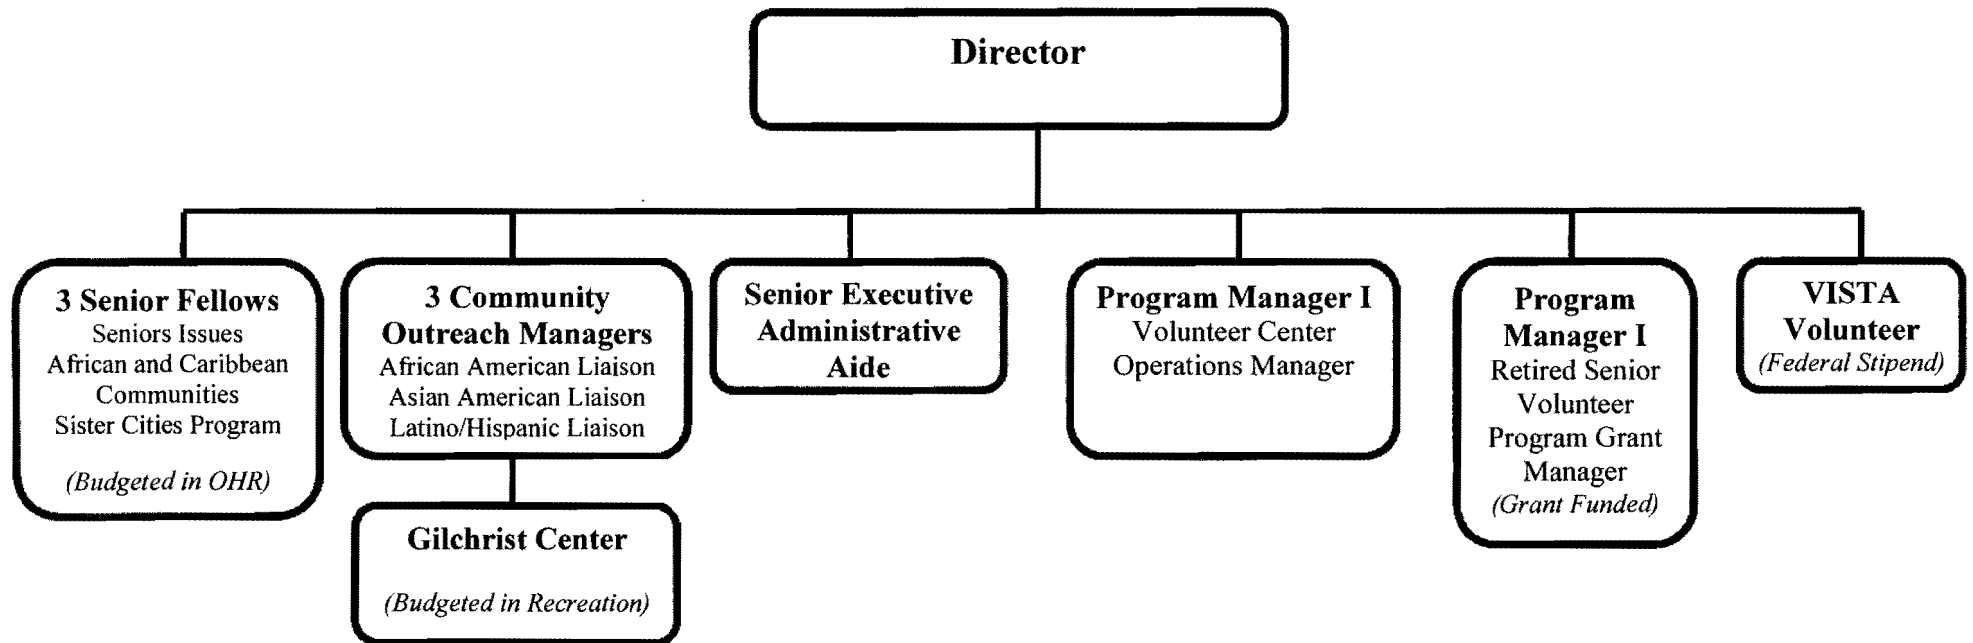 Director
3 Senior Fellows
Seniors Issues
African and Caribbean
Communities
Sister Cities Program
(Budgeted in OHR)
3 Community
Outreach Managers
African American Liaison
Asian American Liaison
Latino/Hispanic Liaison
Gilchrist Center
(Budgeted in Recreation)
Senior Executive
Administrative
Aide
Program Manager I
Volunteer Center
Operations Manager
Program
Manager I
Retired Senior
Volunteer
Program Grant
Manager
(Grant Funded)
VISTA
Volunteer
(Federal Stipend)